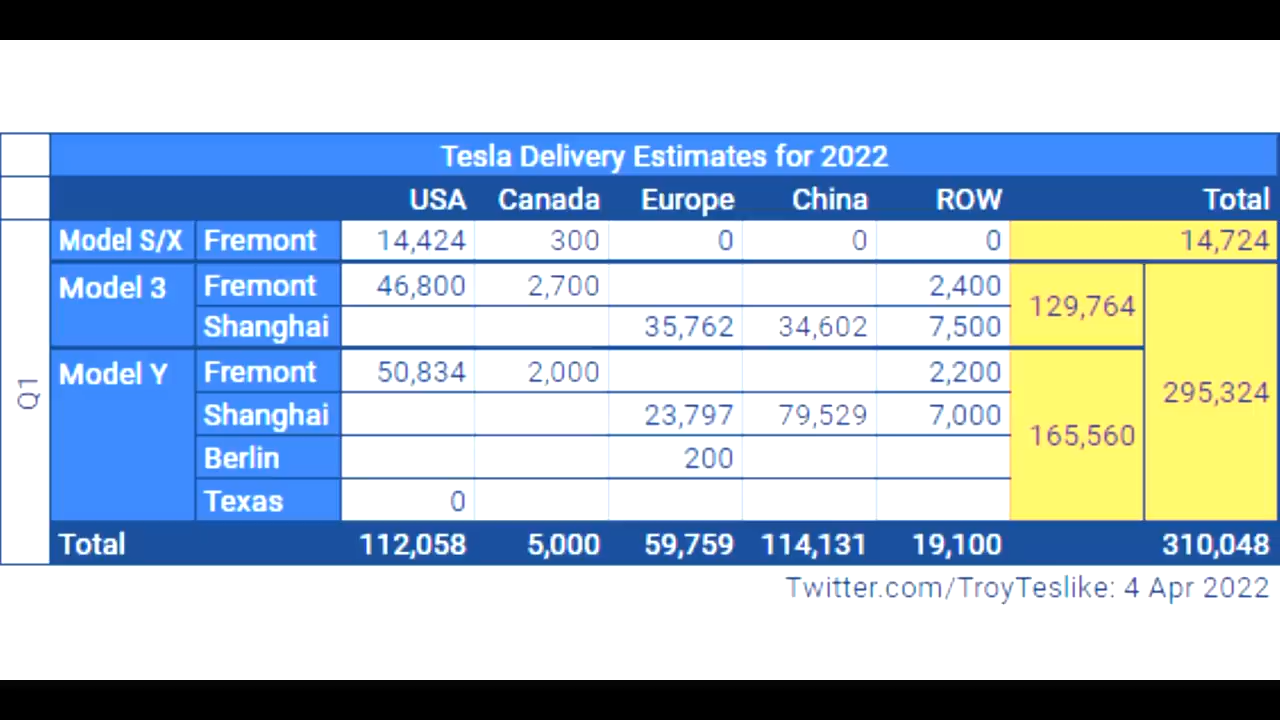 Tesla Delivery Estimates for 2022
USA Canada Europe China ROW Total
Model S/X Fremont 14,424 300 0 0 0 14,724
Model 3 Fremont 46,800 2,700 2,400
129,764
Shanghai 35,762 34,602 7,500
Model Y Fremont 50,834 2,000 2,200
Q1 295,324
Shanghai 23,797 79,529 7,000
165,560
Berlin 200
Texas 0
Total 112,058 5,000 59,759 114,131 19,100 310,048
Twitter.com/TroyTeslike: 4 Apr 2022